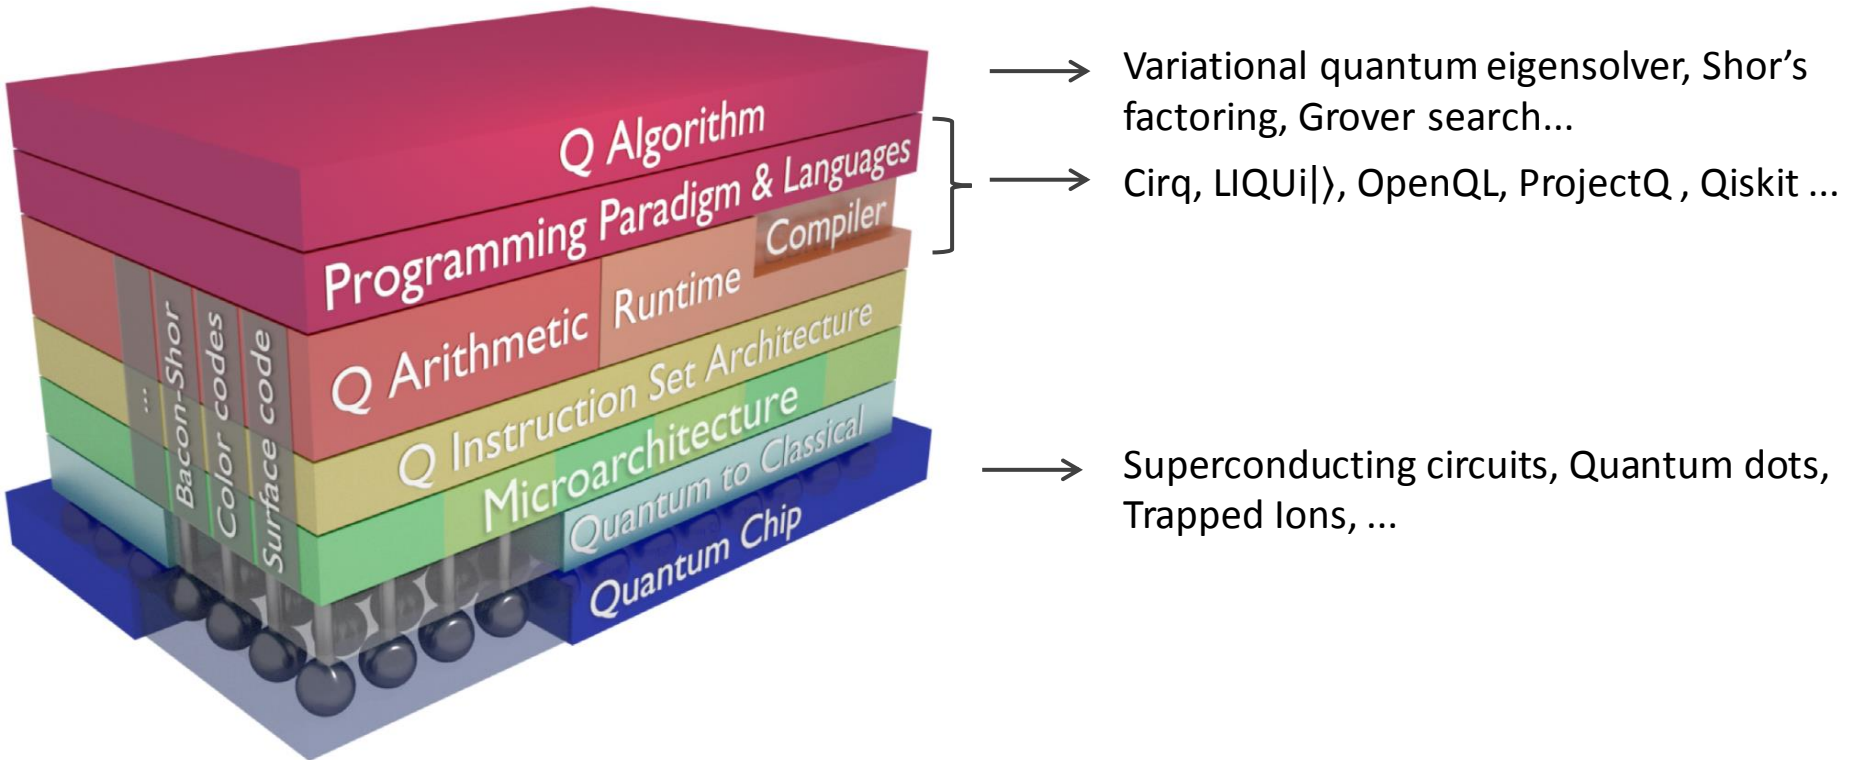 Q Algorithm
Programming Paradigm & Languages
Compiler
Runtime
Q Arithmetic
Q Instruction Set Architecture
Microarchitecture
Quantum to Classical
Quantum Chip
...
Bacon-Shor
Color codes
Surface code
Variational quantum eigensolver, Shor’s
factoring, Grover search...
Cirq, LIQUi|⟩, OpenQL, ProjectQ , Qiskit ...
Superconducting circuits, Quantum dots,
Trapped Ions, ...